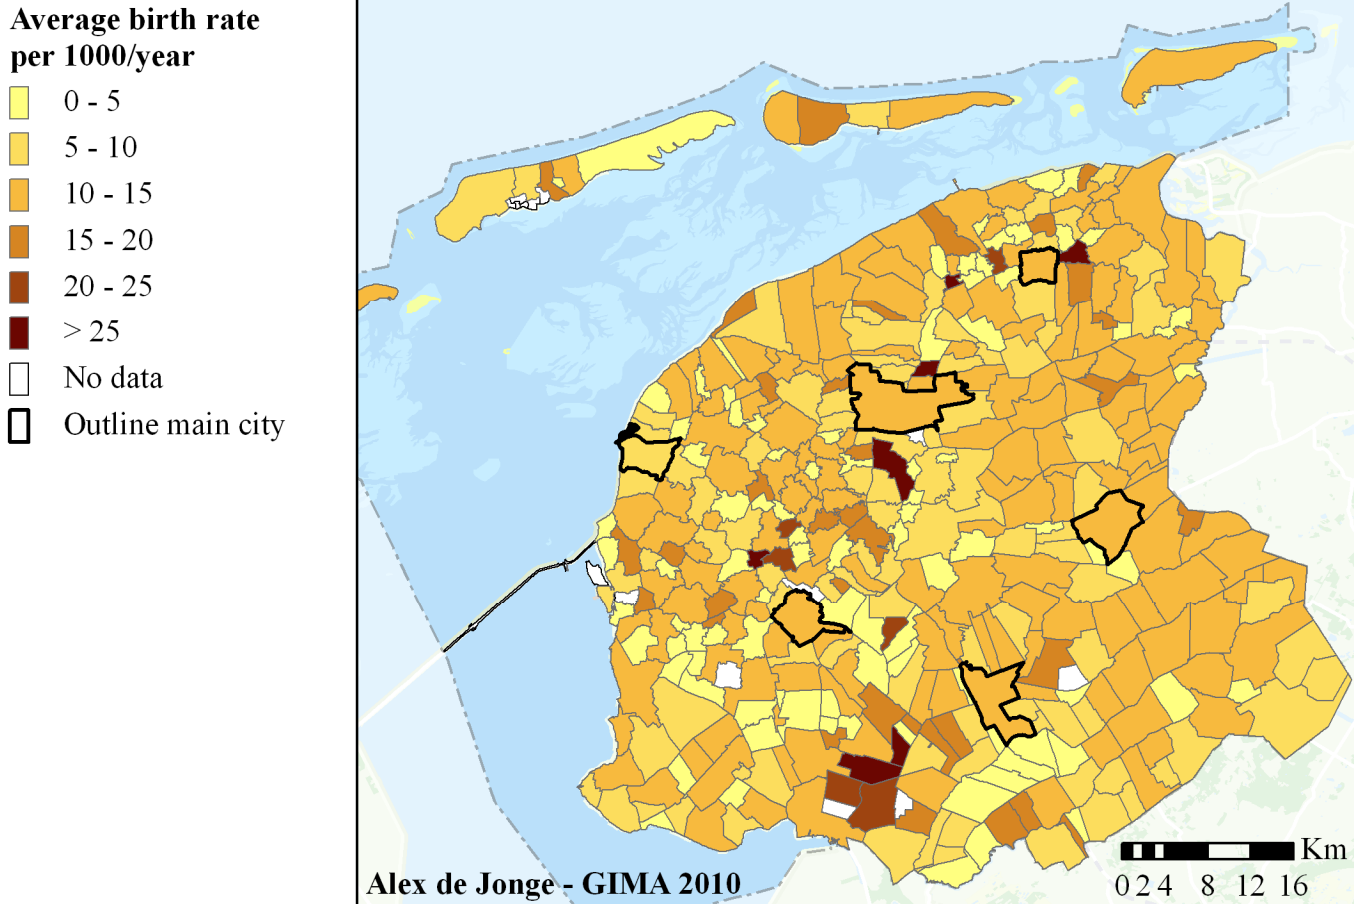 Average birth rate
per 1000/year
0 - 5
5 - 10
10 - 15
15 - 20
20 - 25
> 25
No data
Outline main city
Alex de Jonge - GIMA 2010
Km
0 2 4 8 12 16